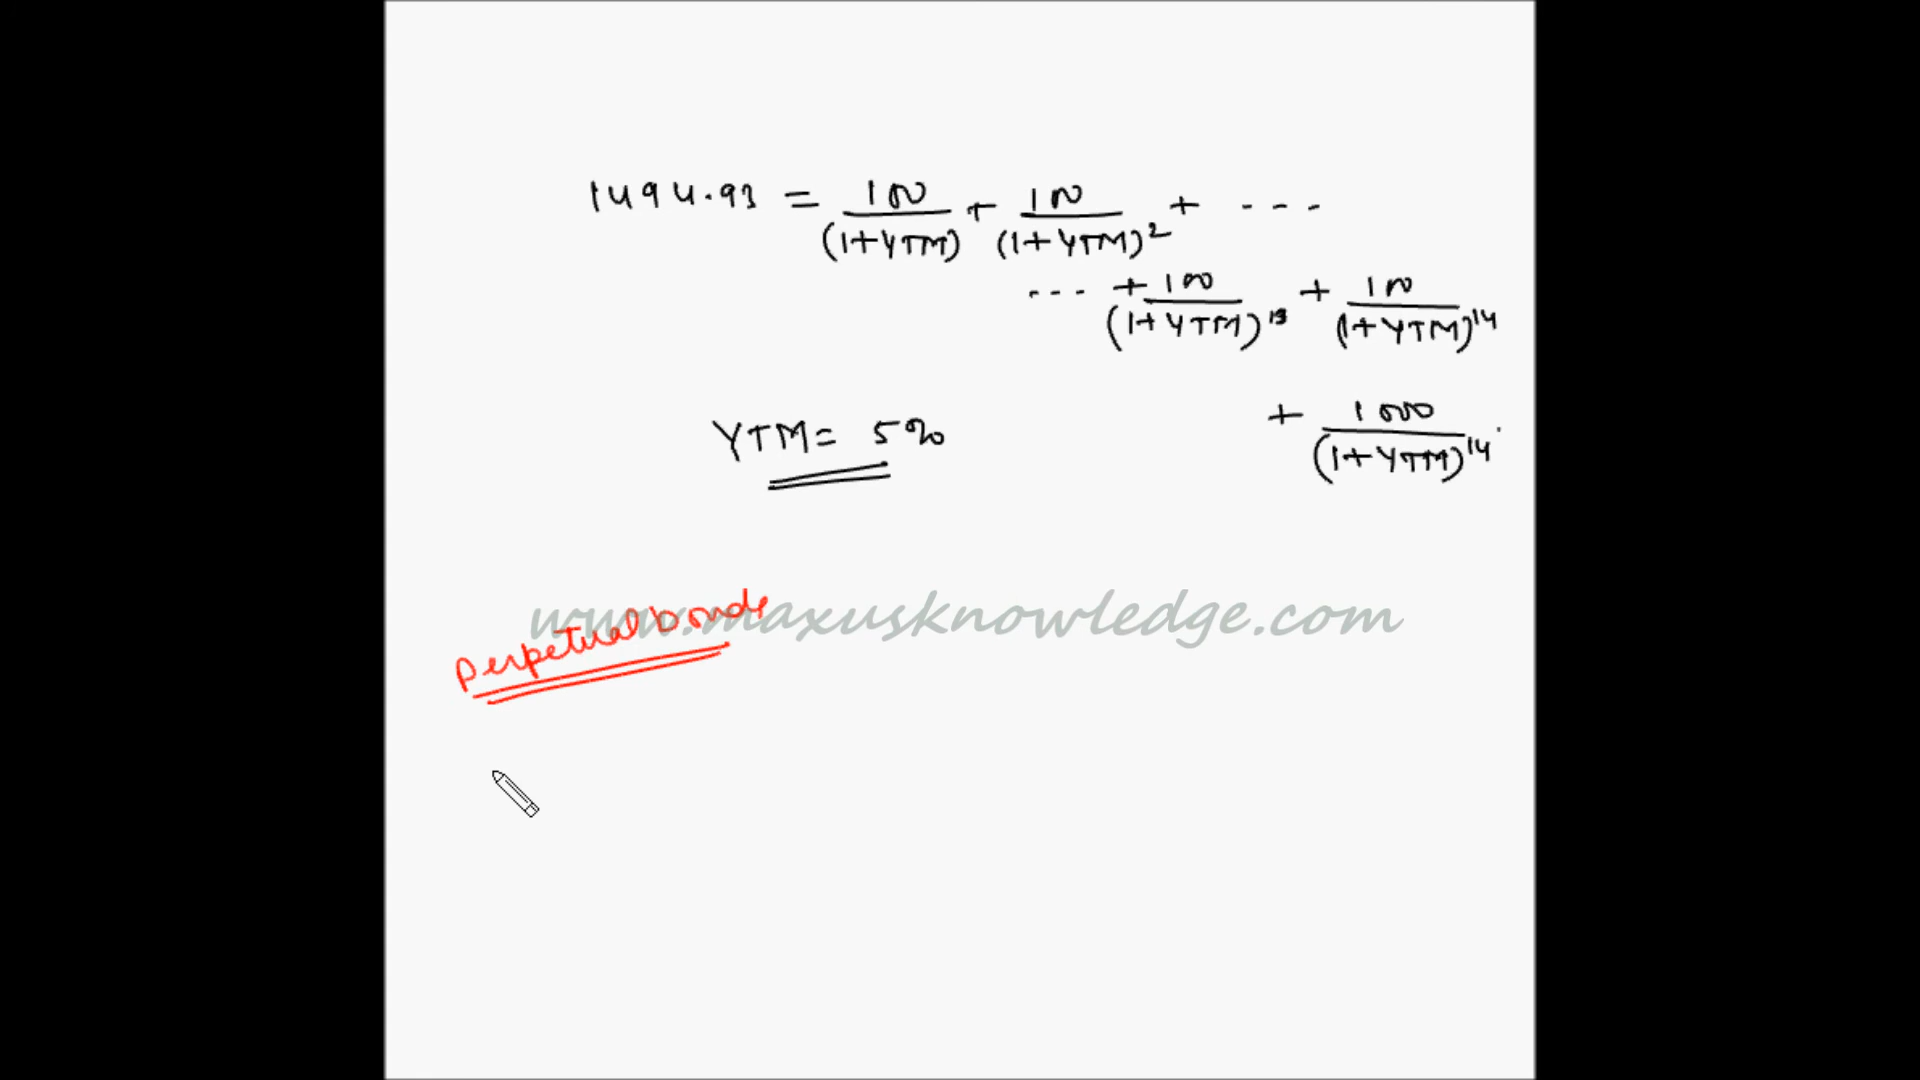 1494.93 = 100/(1+YTM) + 100/(1+YTM)² + ---
--- + 100/(1+YTM)¹³ + 100/(1+YTM)¹⁴
+ 1000/(1+YTM)¹⁴
YTM = 5%
www.maxusknowledge.com
Perpetual bonds